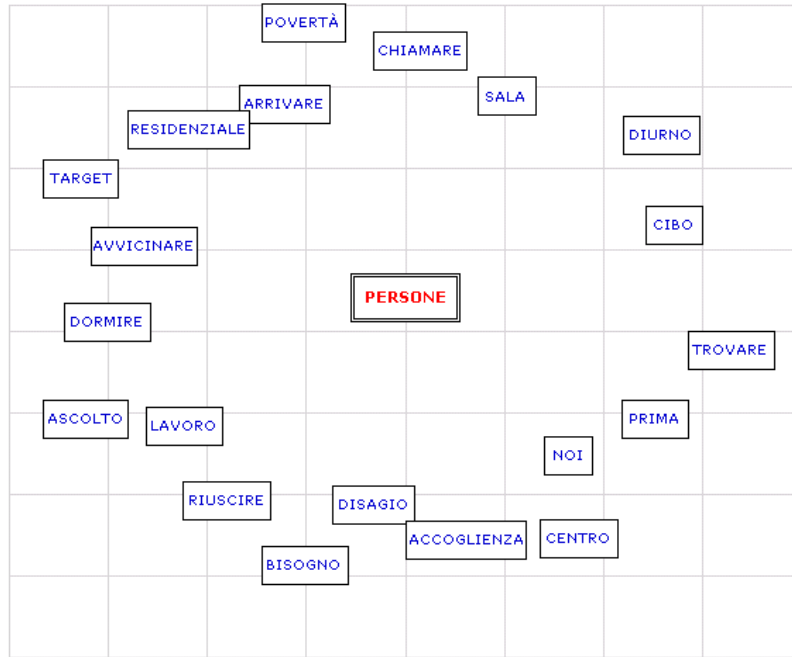 POVERTÀ
CHIAMARE
SALA
ARRIVARE
RESIDENZIALE
DIURNO
TARGET
CIBO
AVVICINARE
PERSONE
DORMIRE
TROVARE
ASCOLTO
LAVORO
PRIMA
NOI
RIUSCIRE
DISAGIO
ACCOGLIENZA
CENTRO
BISOGNO